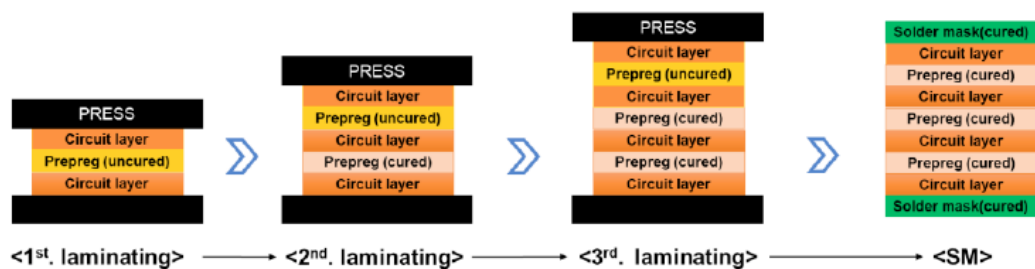 PRESS
Circuit layer
Prepreg (uncured)
Circuit layer
<1st. laminating>
PRESS
Circuit layer
Prepreg (uncured)
Circuit layer
Prepreg (cured)
Circuit layer
<2nd. laminating>
PRESS
Circuit layer
Prepreg (uncured)
Circuit layer
Prepreg (cured)
Circuit layer
Prepreg (cured)
Circuit layer
<3rd. laminating>
Solder mask(cured)
Circuit layer
Prepreg (cured)
Circuit layer
Prepreg (cured)
Circuit layer
Prepreg (cured)
Circuit layer
Solder mask(cured)
<SM>